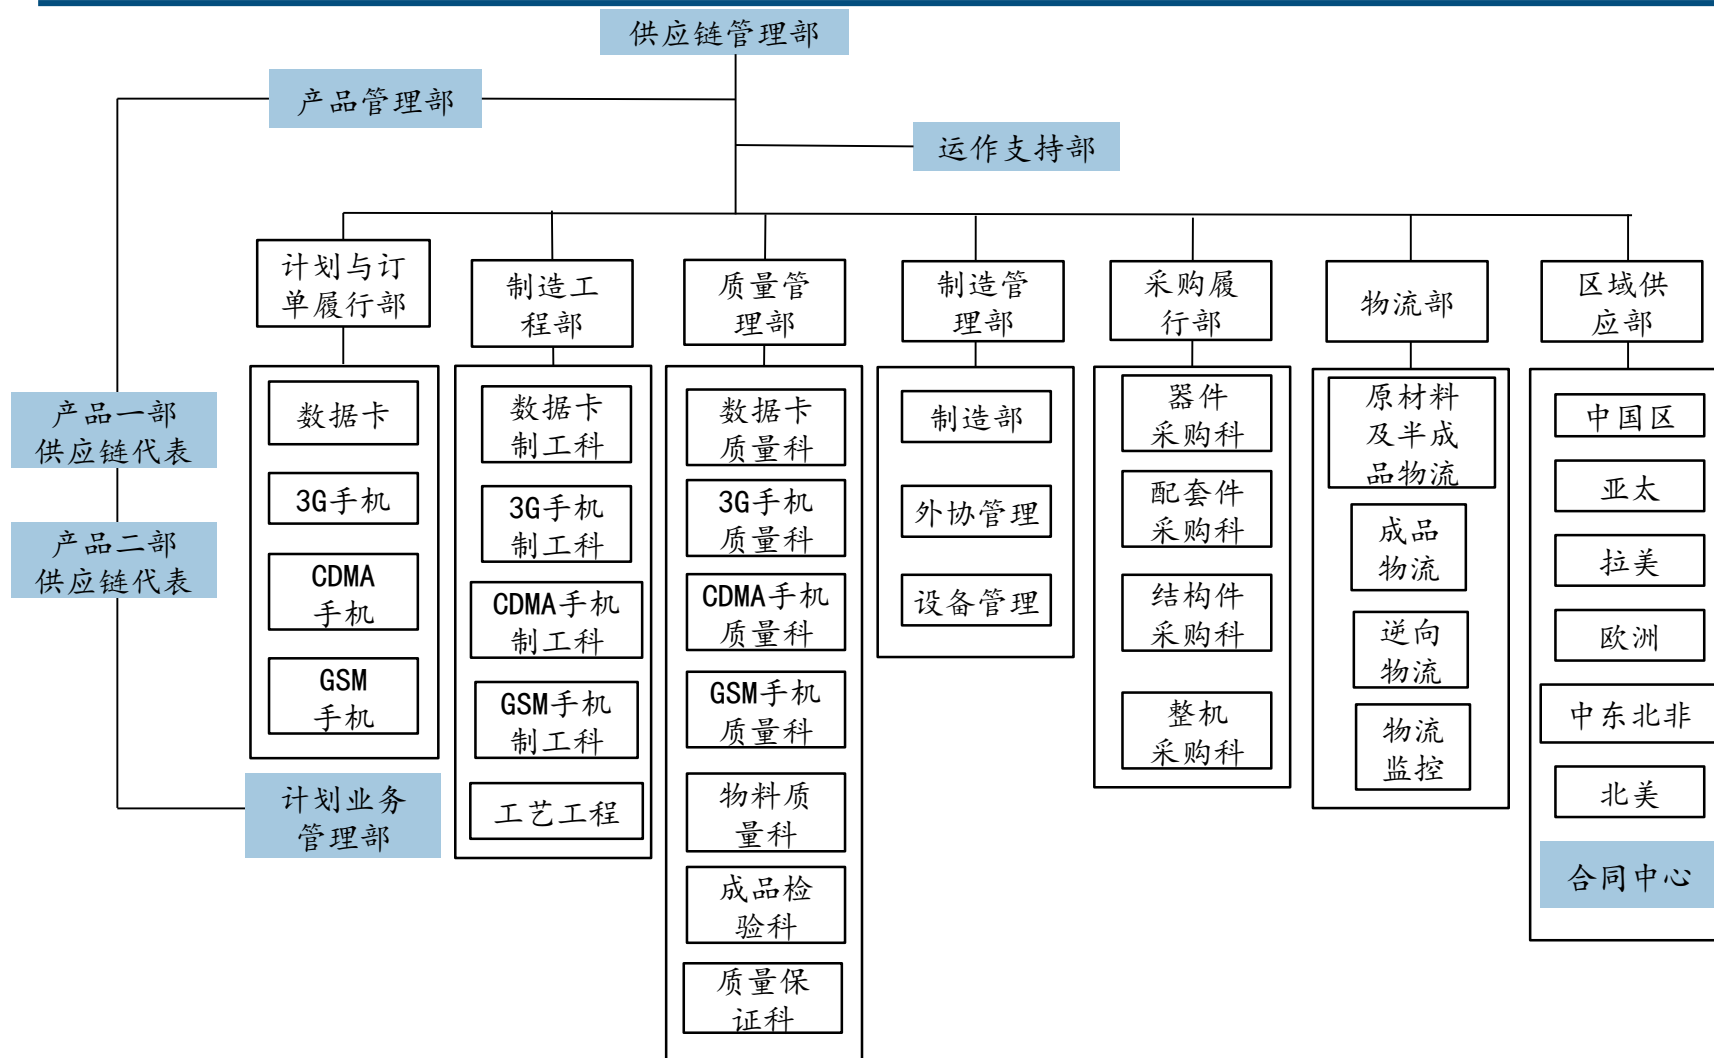 供应链管理部
产品管理部
运作支持部
计划与订
单履行部
制造工
程部
质量管
理部
制造管
理部
采购履
行部
物流部
区域供
应部
产品一部
供应链代表
产品二部
供应链代表
计划业务
管理部
数据卡
3G手机
CDMA
手机
GSM
手机
数据卡
制工科
3G手机
制工科
CDMA手机
制工科
GSM手机
制工科
工艺工程
数据卡
质量科
3G手机
质量科
CDMA手机
质量科
GSM手机
质量科
物料质
量科
成品检
验科
质量保
证科
制造部
外协管理
设备管理
器件
采购科
配套件
采购科
结构件
采购科
整机
采购科
原材料
及半成
品物流
成品
物流
逆向
物流
物流
监控
中国区
亚太
拉美
欧洲
中东北非
北美
合同中心